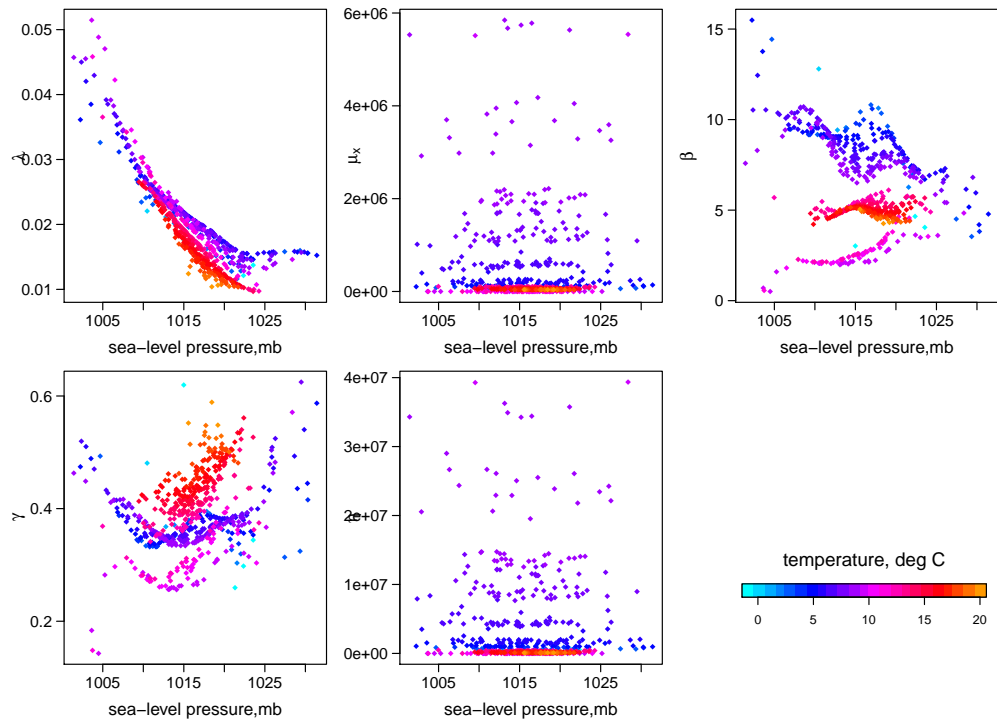 0.05
0.04
0.03
0.02
0.01
λ
1005 1015 1025
sea−level pressure,mb
6e+06
4e+06
2e+06
0e+00
μx
1005 1015 1025
sea−level pressure,mb
15
10
5
0
β
1005 1015 1025
sea−level pressure,mb
0.6
0.4
0.2
γ
1005 1015 1025
sea−level pressure,mb
4e+07
3e+07
2e+07
1e+07
0e+00
1005 1015 1025
sea−level pressure,mb
temperature, deg C
0 5 10 15 20